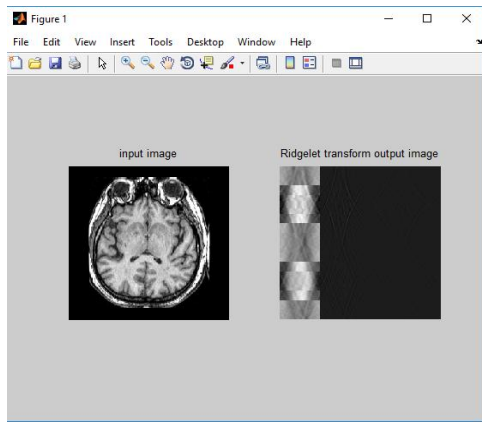 Figure 1
File Edit View Insert Tools Desktop Window Help
input image
Ridgelet transform output image